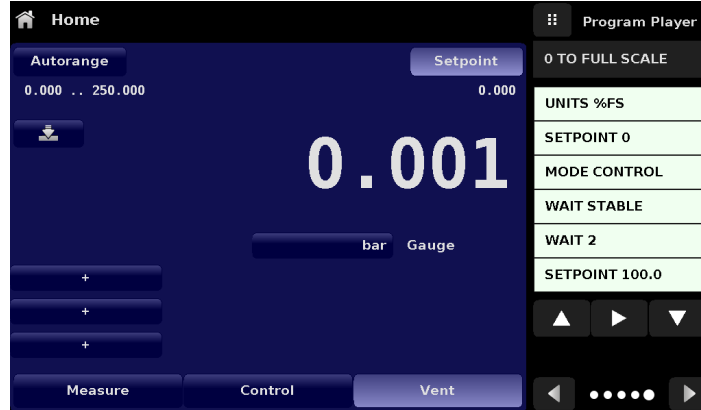 Home
Program Player
Autorange
Setpoint
0 TO FULL SCALE
0.000 .. 250.000
0.000
UNITS %FS
SETPOINT 0
0.001
MODE CONTROL
WAIT STABLE
bar Gauge
WAIT 2
+
SETPOINT 100.0
+
+
Measure
Control
Vent